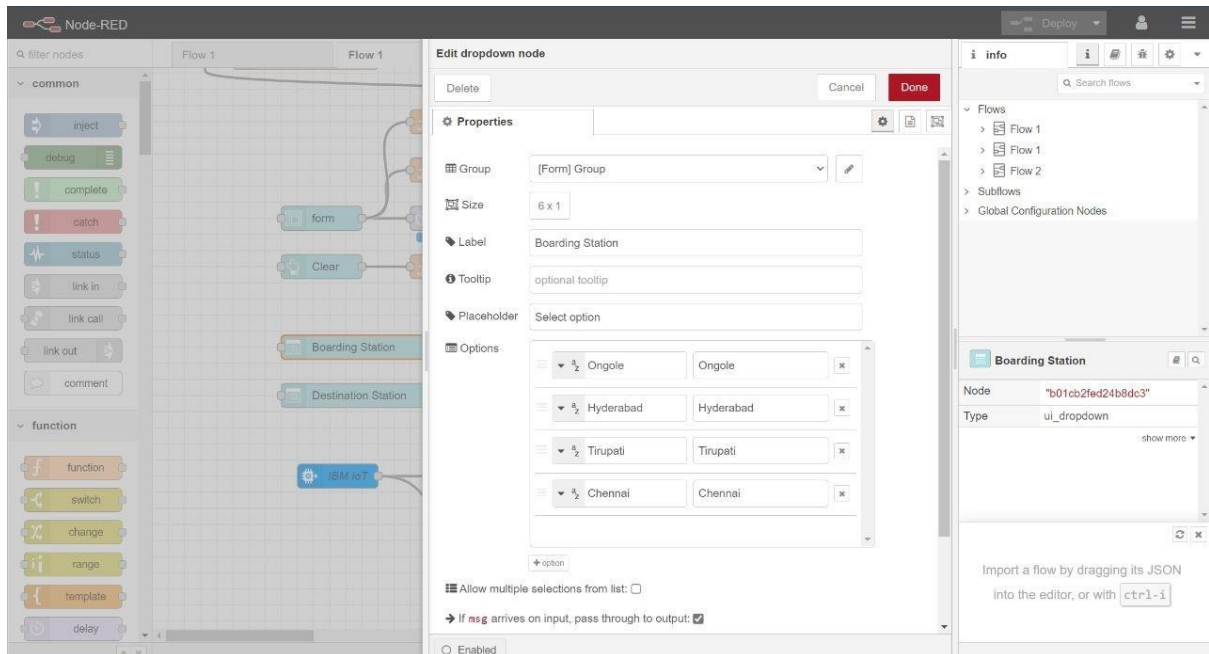 Node-RED
Deploy
filter nodes
Flow 1
Flow 1
common
inject
debug
complete
catch
status
link in
link call
link out
comment
function
function
switch
change
range
template
delay
form
Clear
Boarding Station
Destination Station
IBM IoT
Edit dropdown node
Delete
Cancel
Done
Properties
Group
[Form] Group
Size
6 x 1
Label
Boarding Station
Tooltip
optional tooltip
Placeholder
Select option
Options
Ongole Ongole
Hyderabad Hyderabad
Tirupati Tirupati
Chennai Chennai
+ option
Allow multiple selections from list:
If msg arrives on input, pass through to output:
Enabled
i info
Search flows
Flows
Flow 1
Flow 1
Flow 2
Subflows
Global Configuration Nodes
Boarding Station
Node "b01cb2fed24b8dc3"
Type ui_dropdown
show more
Import a flow by dragging its JSON
into the editor, or with ctrl-i